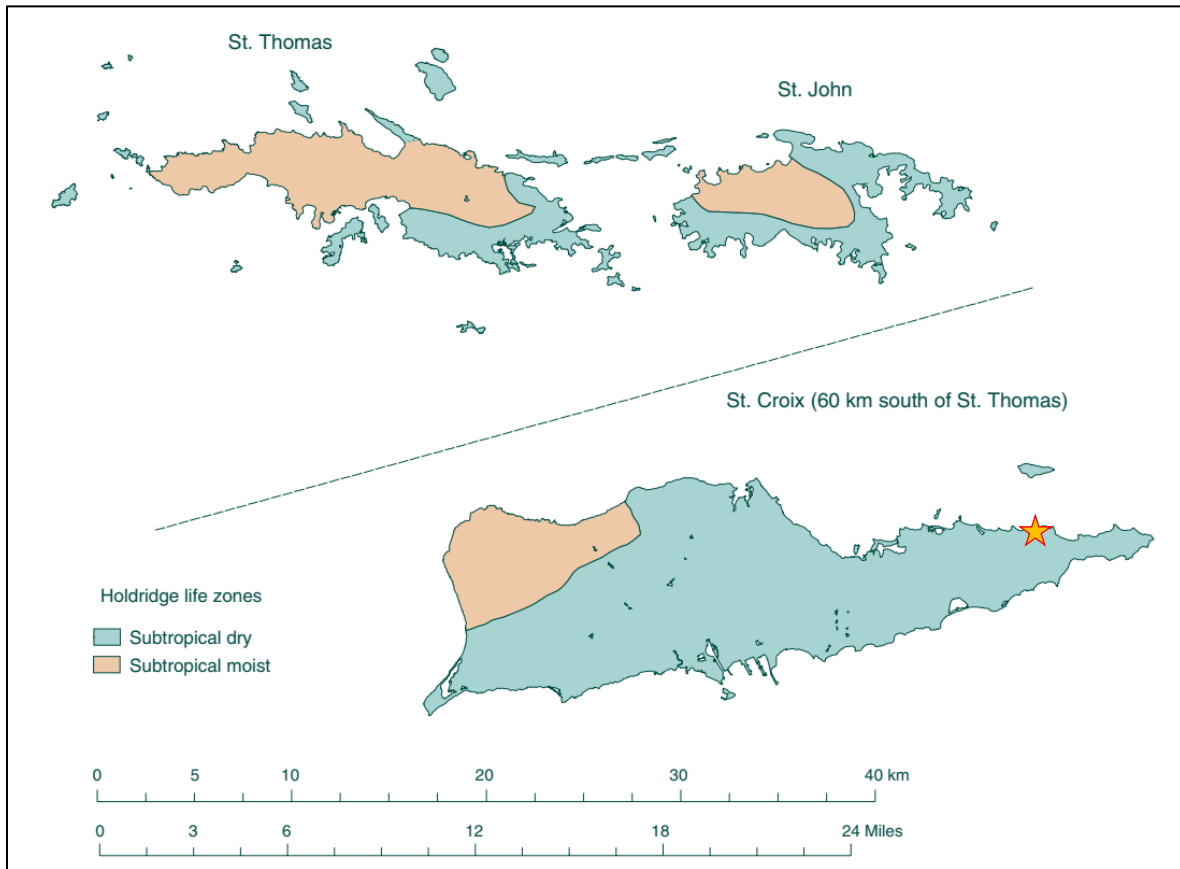 St. Thomas
St. John
St. Croix (60 km south of St. Thomas)
Holdridge life zones
Subtropical dry
Subtropical moist
0 5 10 20 30 40 km
0 3 6 12 18 24 Miles